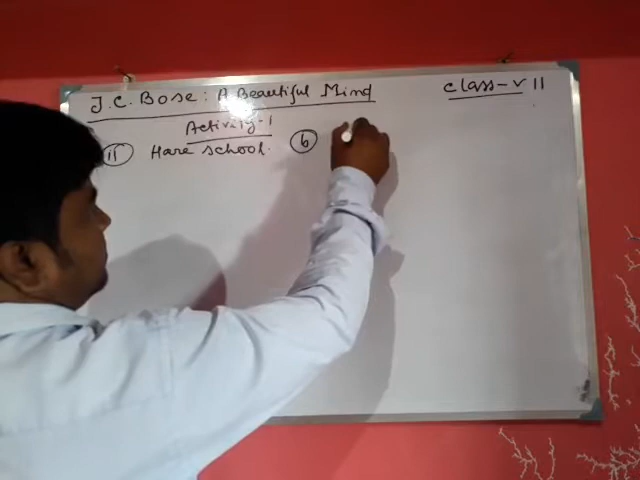 J. C. Bose : A Beautiful Mind
Class - VII
Activity - 1
ii Hare school. b